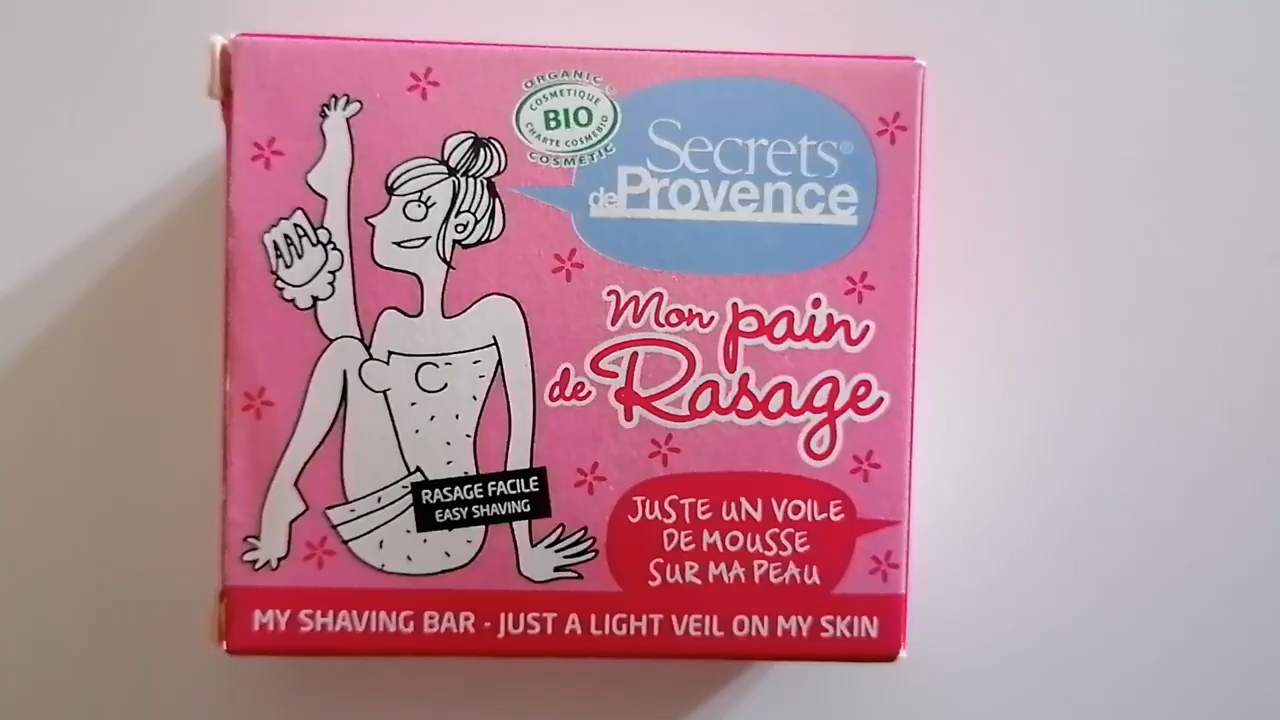 ORGANIC
COSMETIQUE
BIO
CHARTE COSMEBIO
COSMETIC
Secrets®
de Provence
Mon pain
de Rasage
RASAGE FACILE
EASY SHAVING
JUSTE UN VOILE
DE MOUSSE
SUR MA PEAU
MY SHAVING BAR - JUST A LIGHT VEIL ON MY SKIN